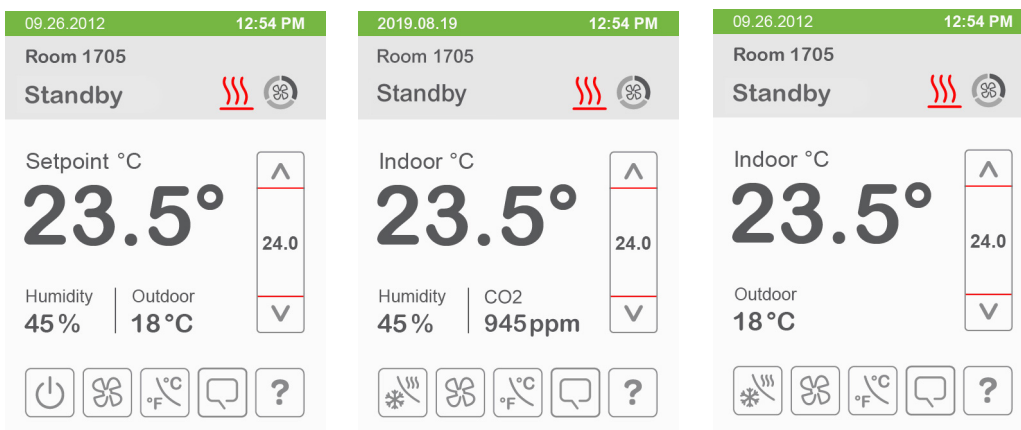 09.26.2012 12:54 PM
Room 1705
Standby
Setpoint °C
23.5°
24.0
Humidity Outdoor
45% 18°C
°C
°F
?
2019.08.19 12:54 PM
Room 1705
Standby
Indoor °C
23.5°
24.0
Humidity CO2
45% 945ppm
°C
°F
?
09.26.2012 12:54 PM
Room 1705
Standby
Indoor °C
23.5°
24.0
Outdoor
18°C
°C
°F
?